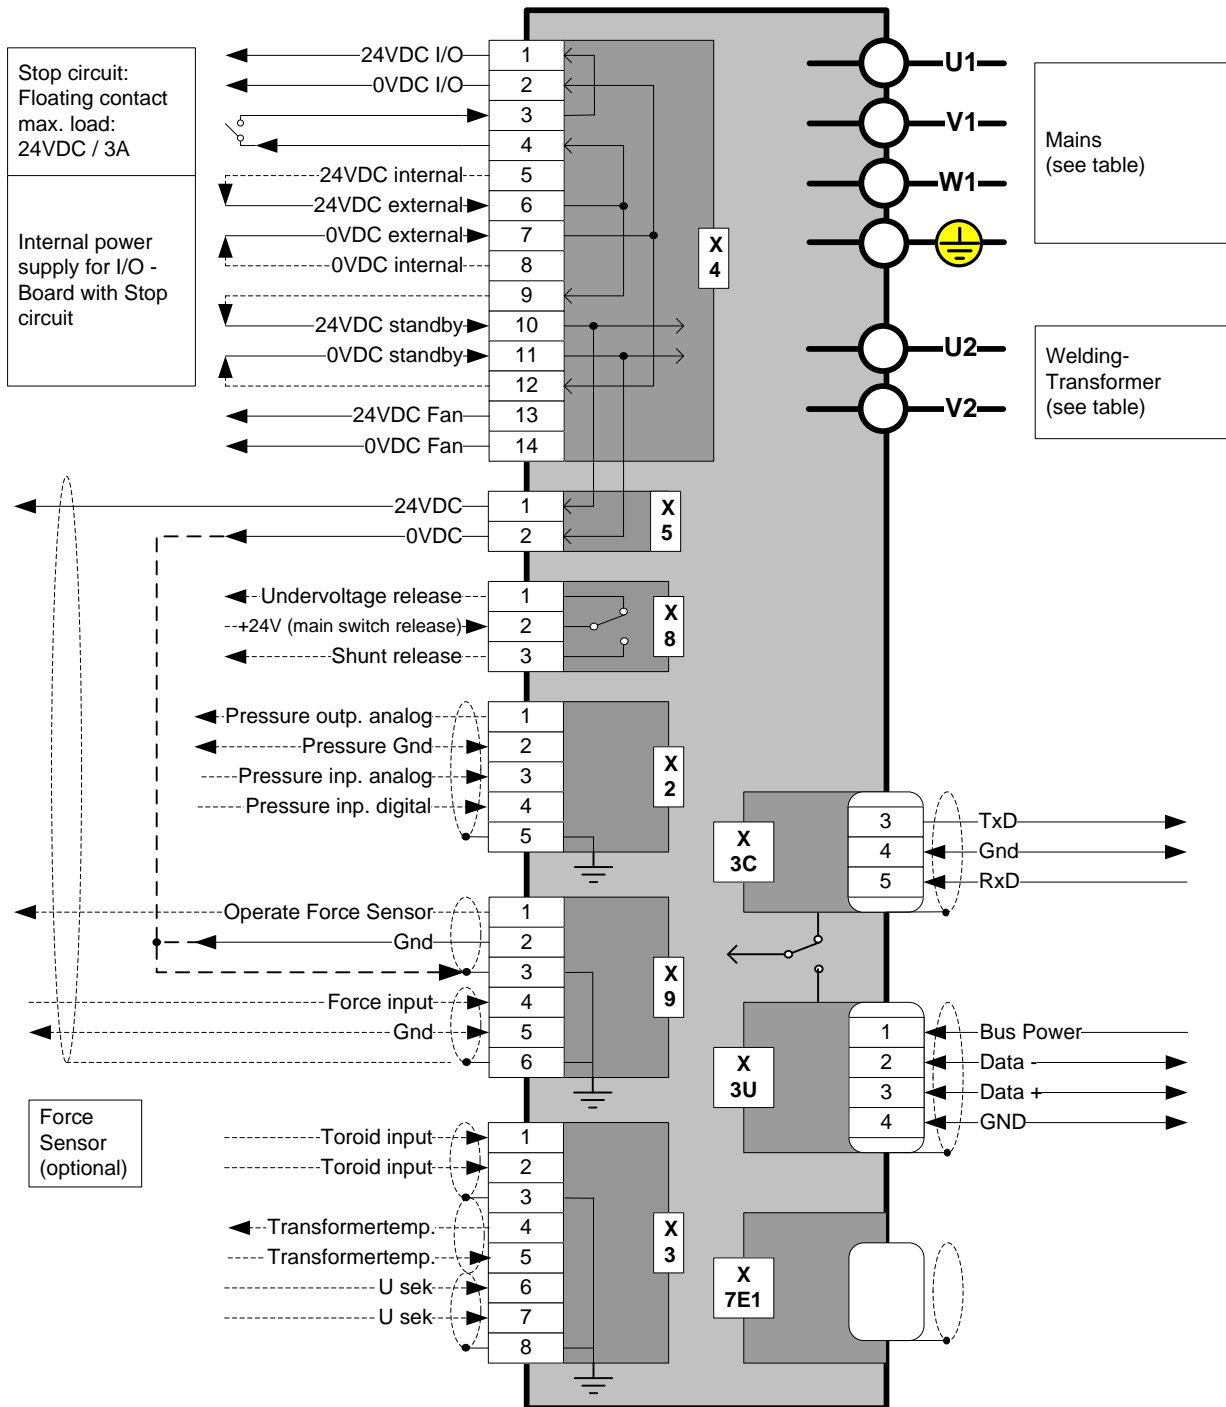 Stop circuit:
Floating contact
max. load:
24VDC / 3A
Internal power
supply for I/O -
Board with Stop
circuit
24VDC I/O 1
0VDC I/O 2
3
4
24VDC internal 5
24VDC external 6
0VDC external 7
0VDC internal 8
9
24VDC standby 10
0VDC standby 11
12
24VDC Fan 13
0VDC Fan 14
X
4
24VDC 1
0VDC 2
X
5
Undervoltage release 1
+24V (main switch release) 2
Shunt release 3
X
8
Pressure outp. analog 1
Pressure Gnd 2
Pressure inp. analog 3
Pressure inp. digital 4
5
X
2
Operate Force Sensor 1
Gnd 2
3
Force input 4
Gnd 5
6
X
9
Force
Sensor
(optional)
Toroid input 1
Toroid input 2
3
Transformertemp. 4
Transformertemp. 5
U sek 6
U sek 7
8
X
3
U1
V1
W1
Mains
(see table)
U2
V2
Welding-
Transformer
(see table)
X
3C
3 TxD
4 Gnd
5 RxD
X
3U
1 Bus Power
2 Data -
3 Data +
4 GND
X
7E1